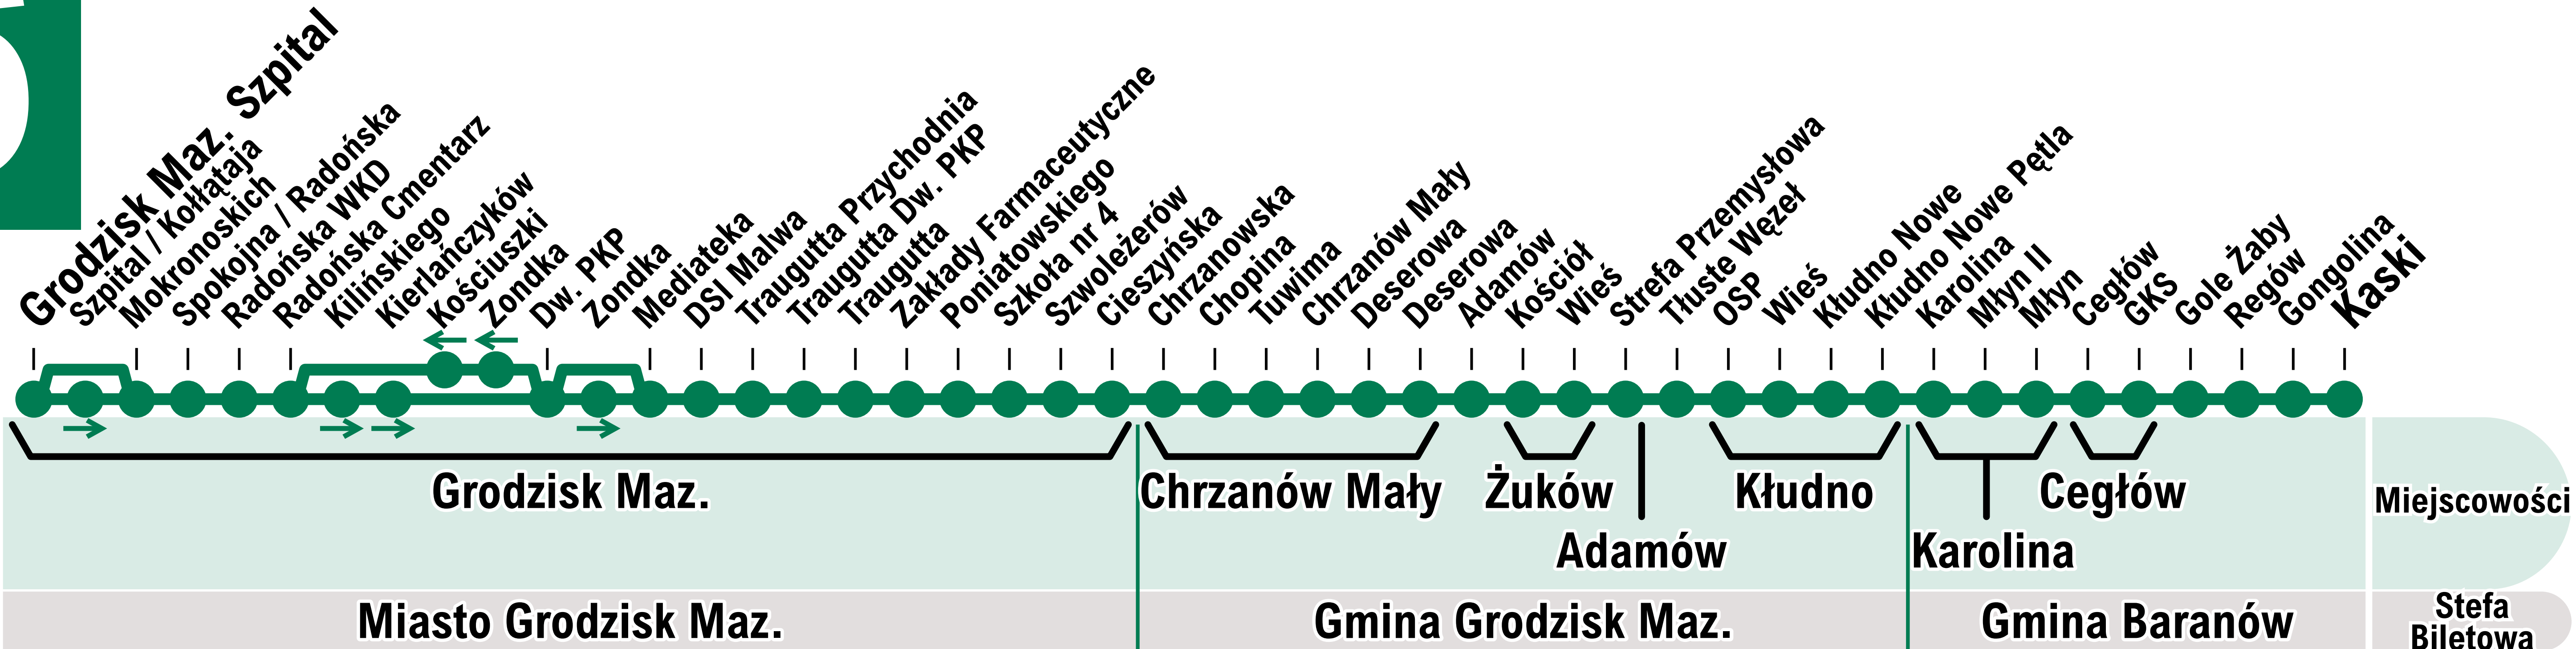 Grodzisk Maz. Szpital
Szpital / Kołłątaja
Mokronoskich
Spokojna / Radońska
Radońska WKD
Radońska Cmentarz
Kilińskiego
Kierlańczyków
Kościuszki
Żondka
Dw. PKP
Żondka
Mediateka
DSI Malwa
Traugutta Przychodnia
Traugutta Dw. PKP
Traugutta
Zakłady Farmaceutyczne
Poniatowskiego
Szkoła nr 4
Szwoleżerów
Cieszyńska
Chrzanowska
Chopina
Tuwima
Chrzanów Mały
Deserowa
Deserowa
Adamów
Kościół
Wieś
Strefa Przemysłowa
Tłuste Węzeł
OSP
Wieś
Kłudno Nowe
Kłudno Nowe Pętla
Karolina
Młyn II
Młyn
Cegłów
GKS
Gole Żaby
Regów
Gongolina
Kaski
Grodzisk Maz.
Chrzanów Mały
Żuków
Kłudno
Cegłów
Miejscowości
Adamów
Karolina
Miasto Grodzisk Maz.
Gmina Grodzisk Maz.
Gmina Baranów
Stefa
Biletowa